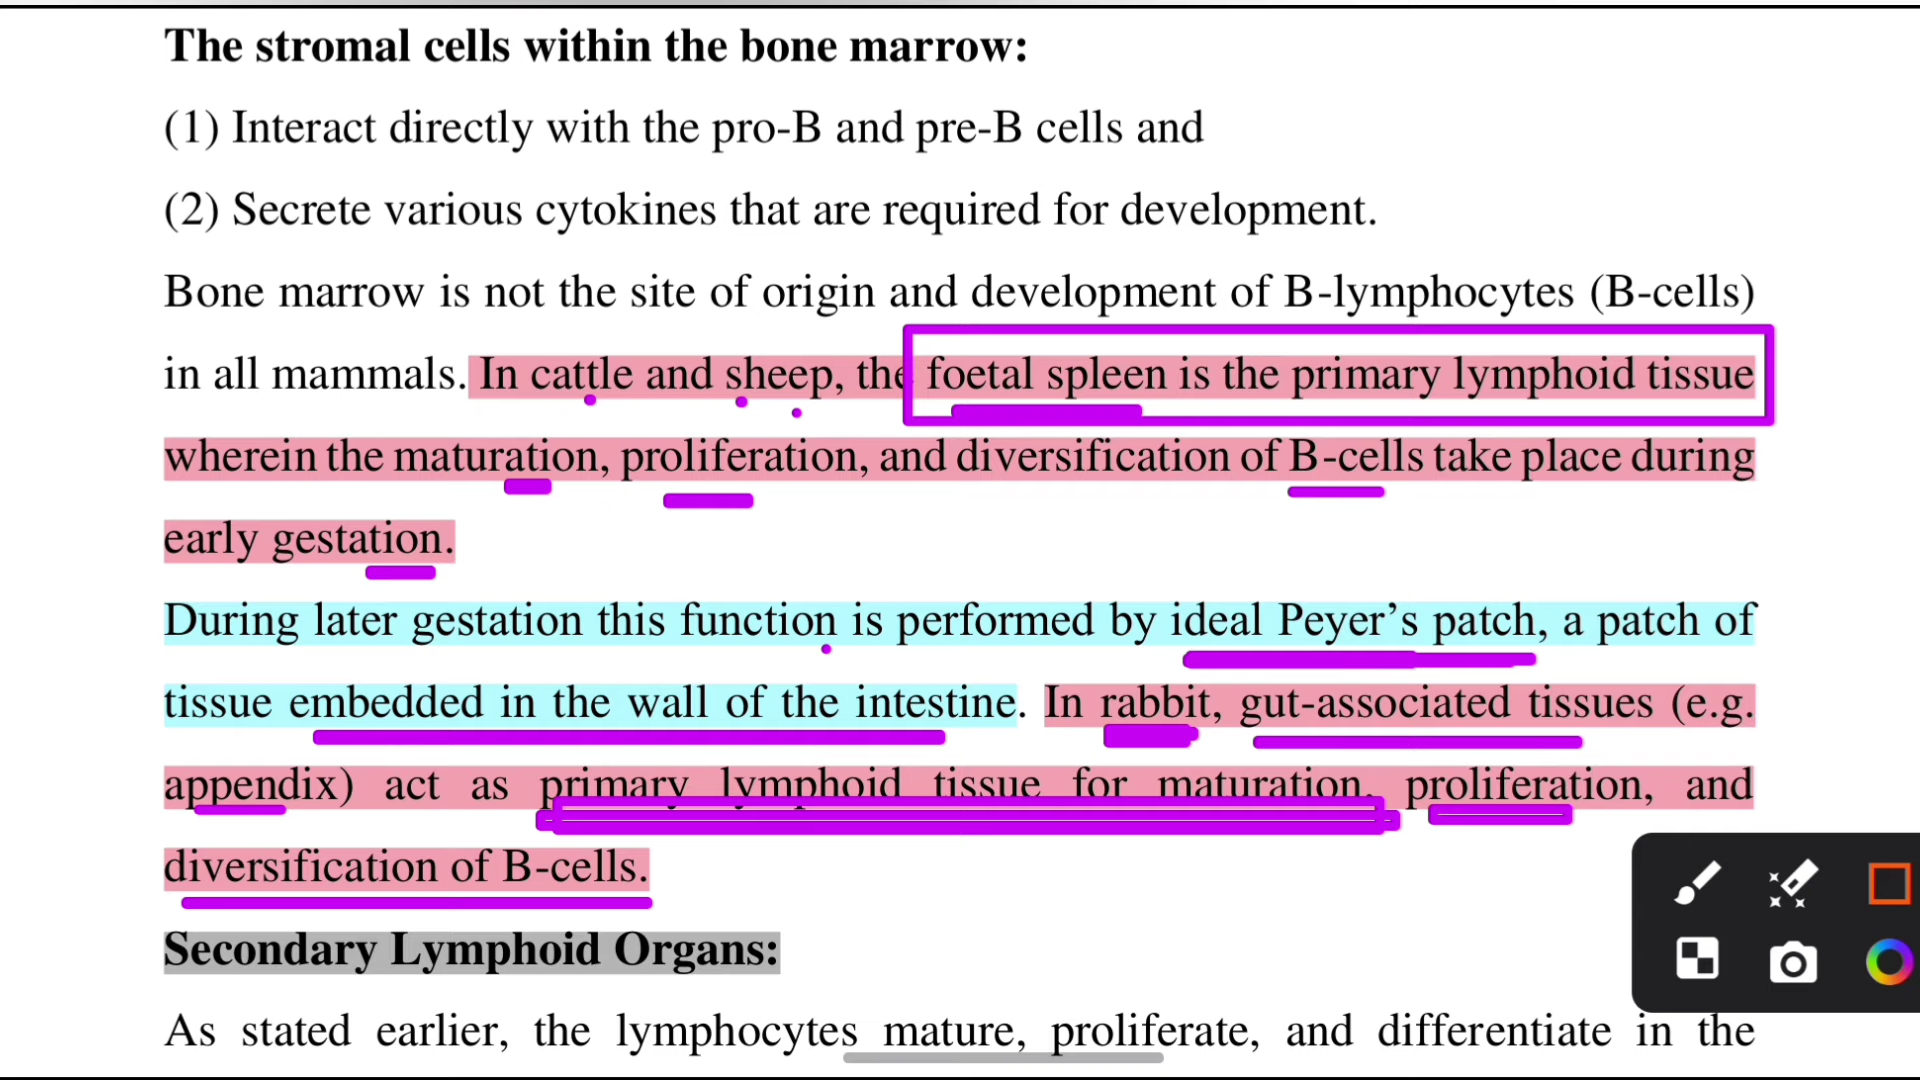 The stromal cells within the bone marrow:
(1) Interact directly with the pro-B and pre-B cells and
(2) Secrete various cytokines that are required for development.
Bone marrow is not the site of origin and development of B-lymphocytes (B-cells)
in all mammals. In cattle and sheep, the foetal spleen is the primary lymphoid tissue
wherein the maturation, proliferation, and diversification of B-cells take place during
early gestation.
During later gestation this function is performed by ideal Peyer’s patch, a patch of
tissue embedded in the wall of the intestine. In rabbit, gut-associated tissues (e.g.
appendix) act as primary lymphoid tissue for maturation, proliferation, and
diversification of B-cells.
Secondary Lymphoid Organs:
As stated earlier, the lymphocytes mature, proliferate, and differentiate in the